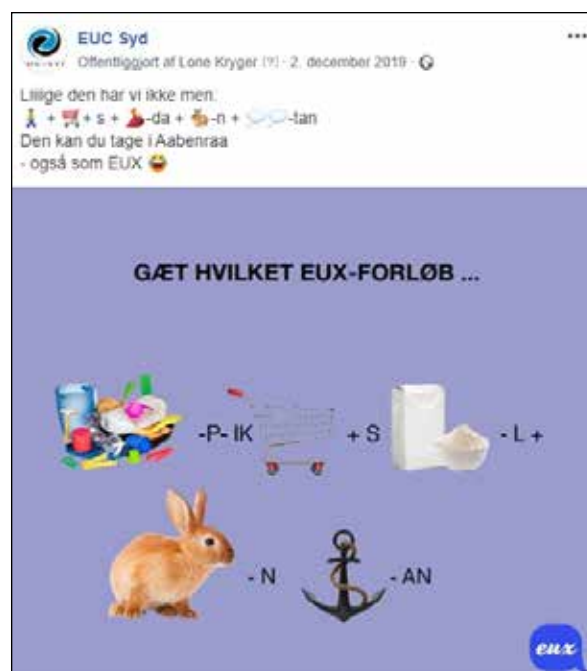 EUC Syd
Offentliggjort af Lone Kryger [?] · 2. december 2019 ·
Liiiige den har vi ikke men.
🚶 + 🛒+ s + 💃-da + 🐇-n + 💭💭-tan
Den kan du tage i Aabenraa
- også som EUX 😂
GÆT HVILKET EUX-FORLØB ...
-P- IK + S - L +
- N - AN
eux